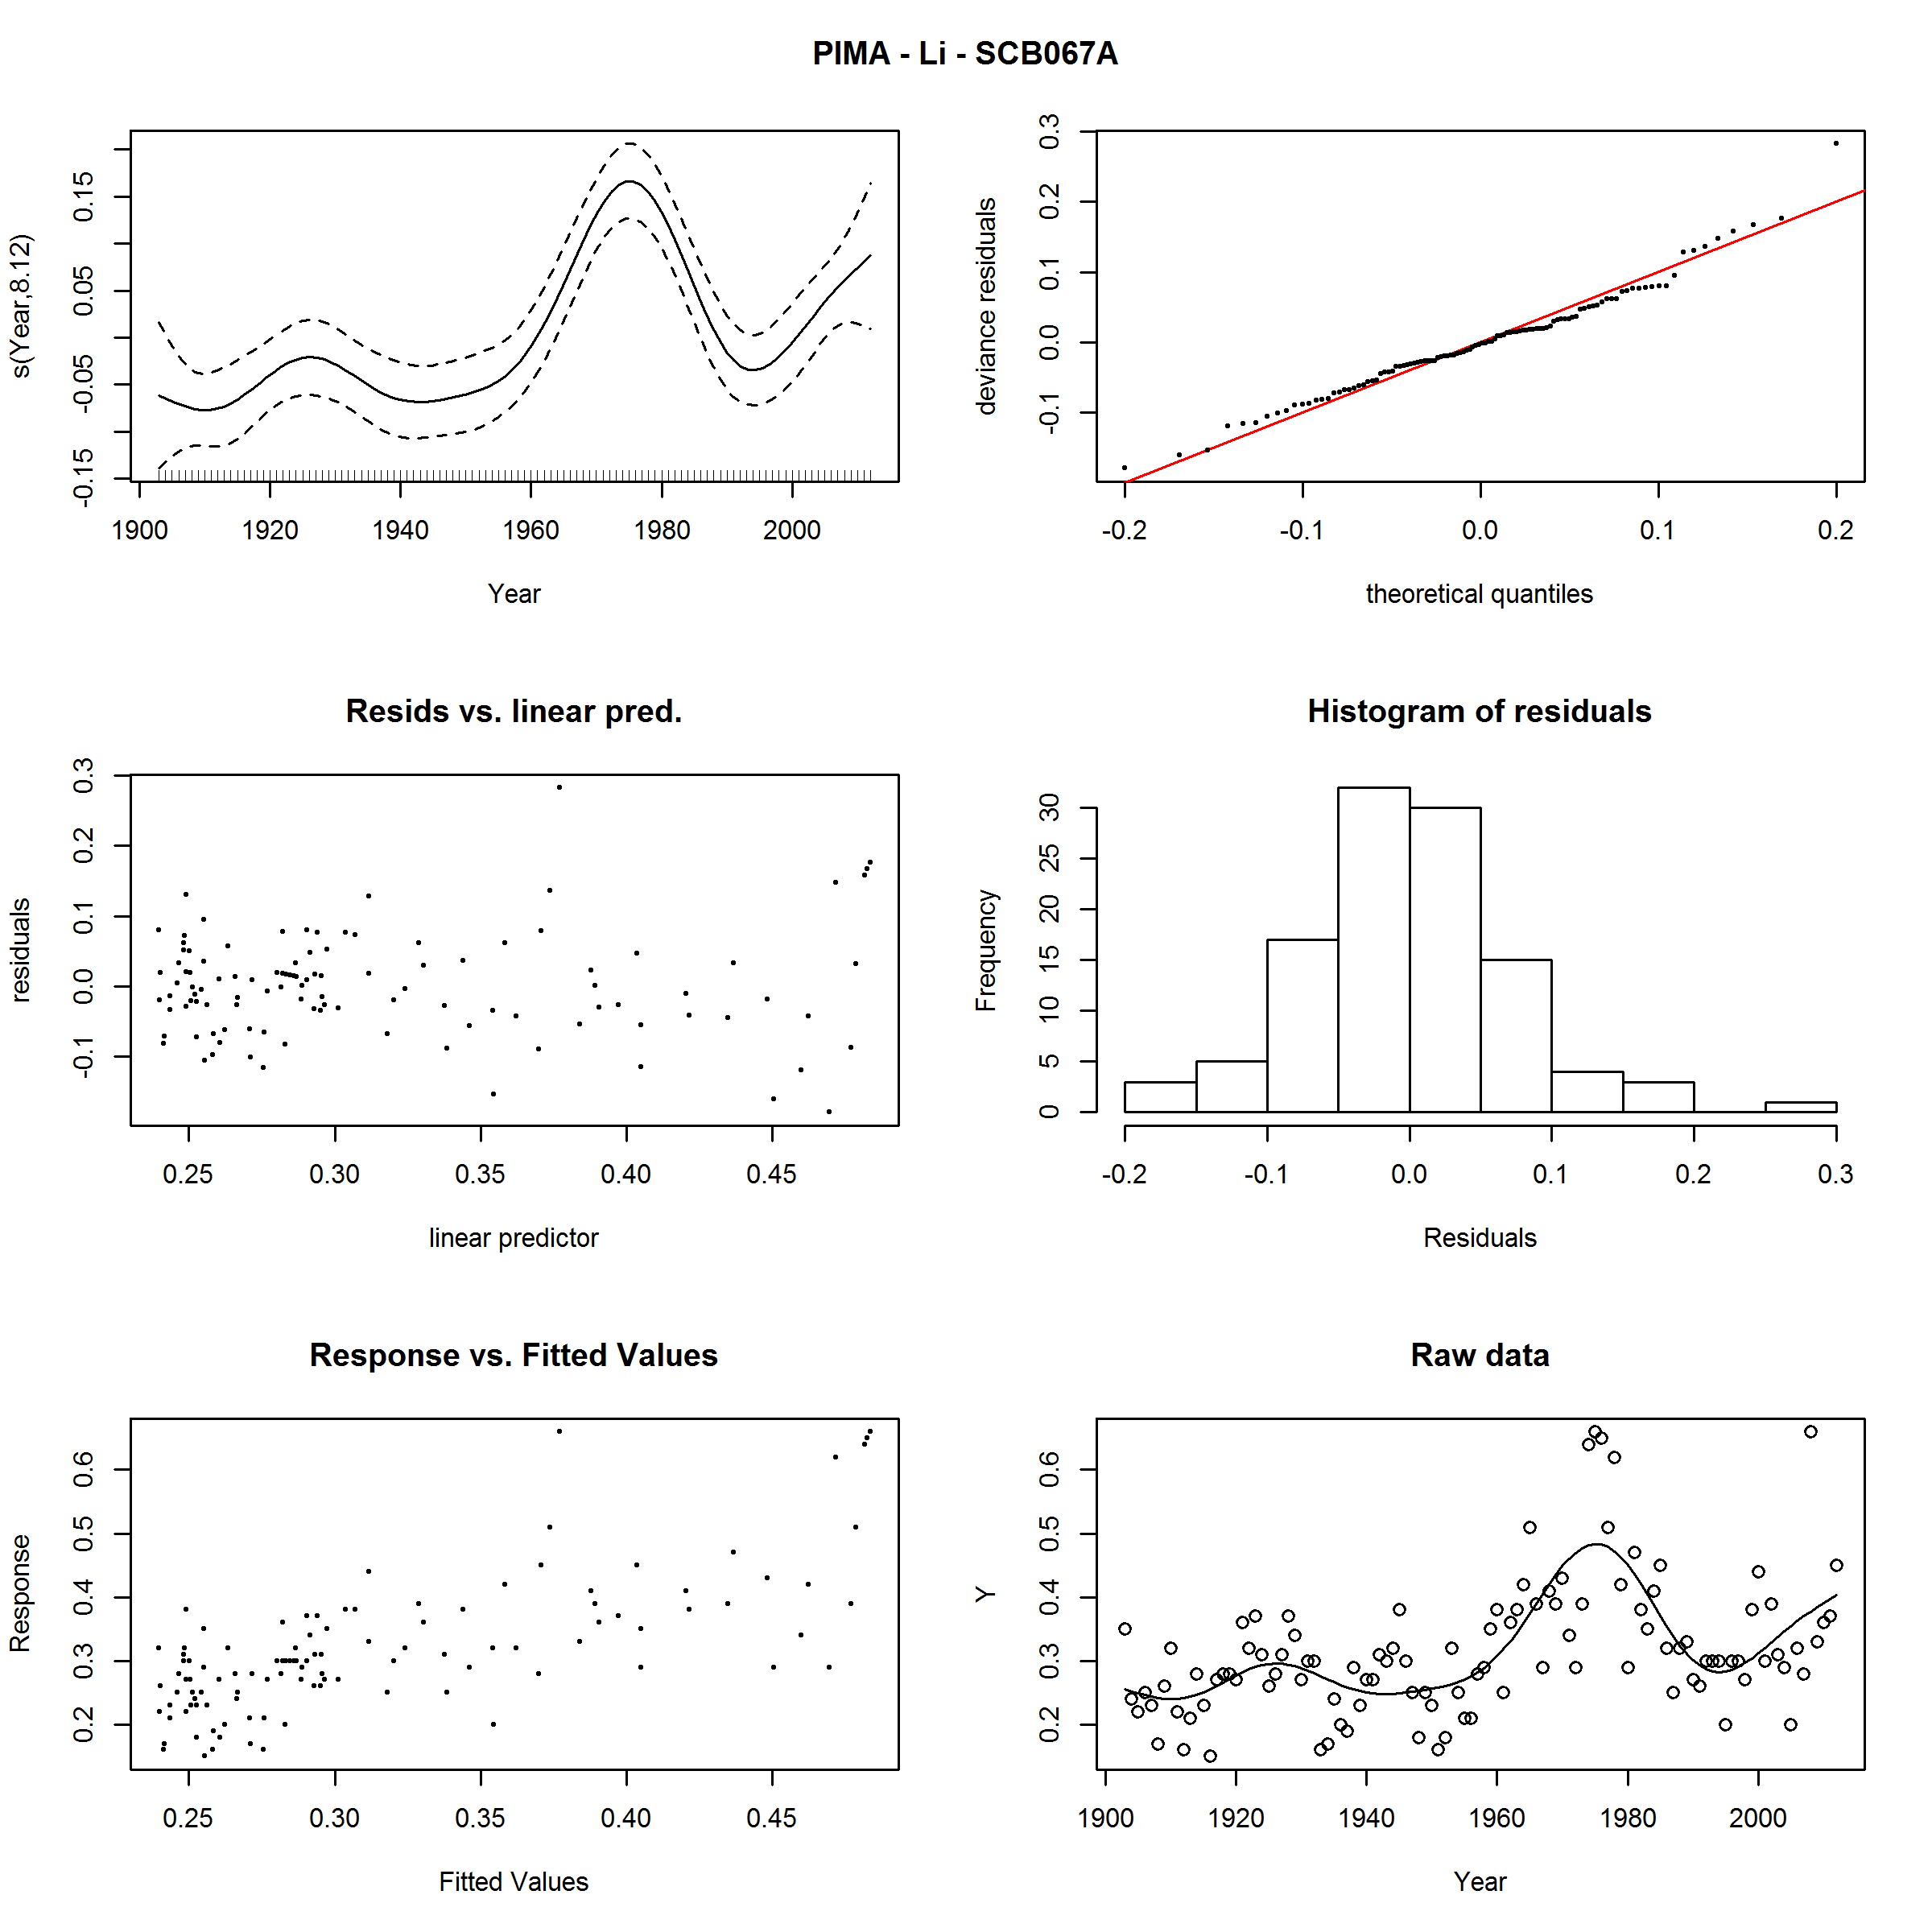 PIMA - Li - SCB067A
s(Year,8.12)
-0.15 -0.05 0.05 0.15
1900 1920 1940 1960 1980 2000
Year
deviance residuals
-0.1 0.0 0.1 0.2 0.3
-0.2 -0.1 0.0 0.1 0.2
theoretical quantiles
Resids vs. linear pred.
residuals
-0.1 0.0 0.1 0.2 0.3
0.25 0.30 0.35 0.40 0.45
linear predictor
Histogram of residuals
Frequency
0 5 10 15 20 25 30
-0.2 -0.1 0.0 0.1 0.2 0.3
Residuals
Response vs. Fitted Values
Response
0.2 0.3 0.4 0.5 0.6
0.25 0.30 0.35 0.40 0.45
Fitted Values
Raw data
Y
0.2 0.3 0.4 0.5 0.6
1900 1920 1940 1960 1980 2000
Year